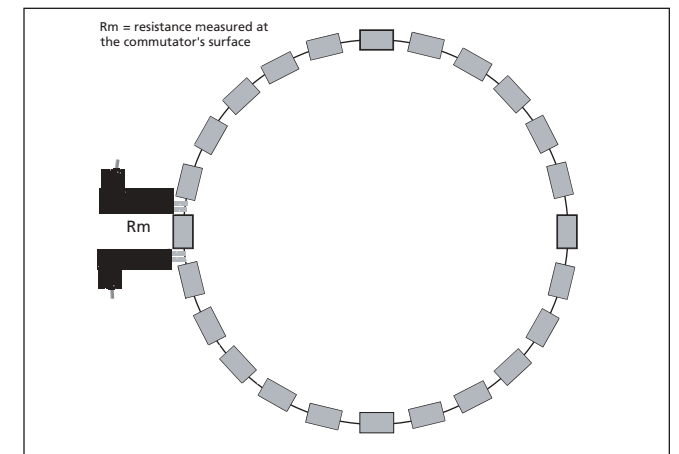 Rm = resistance measured at
the commutator's surface
Rm